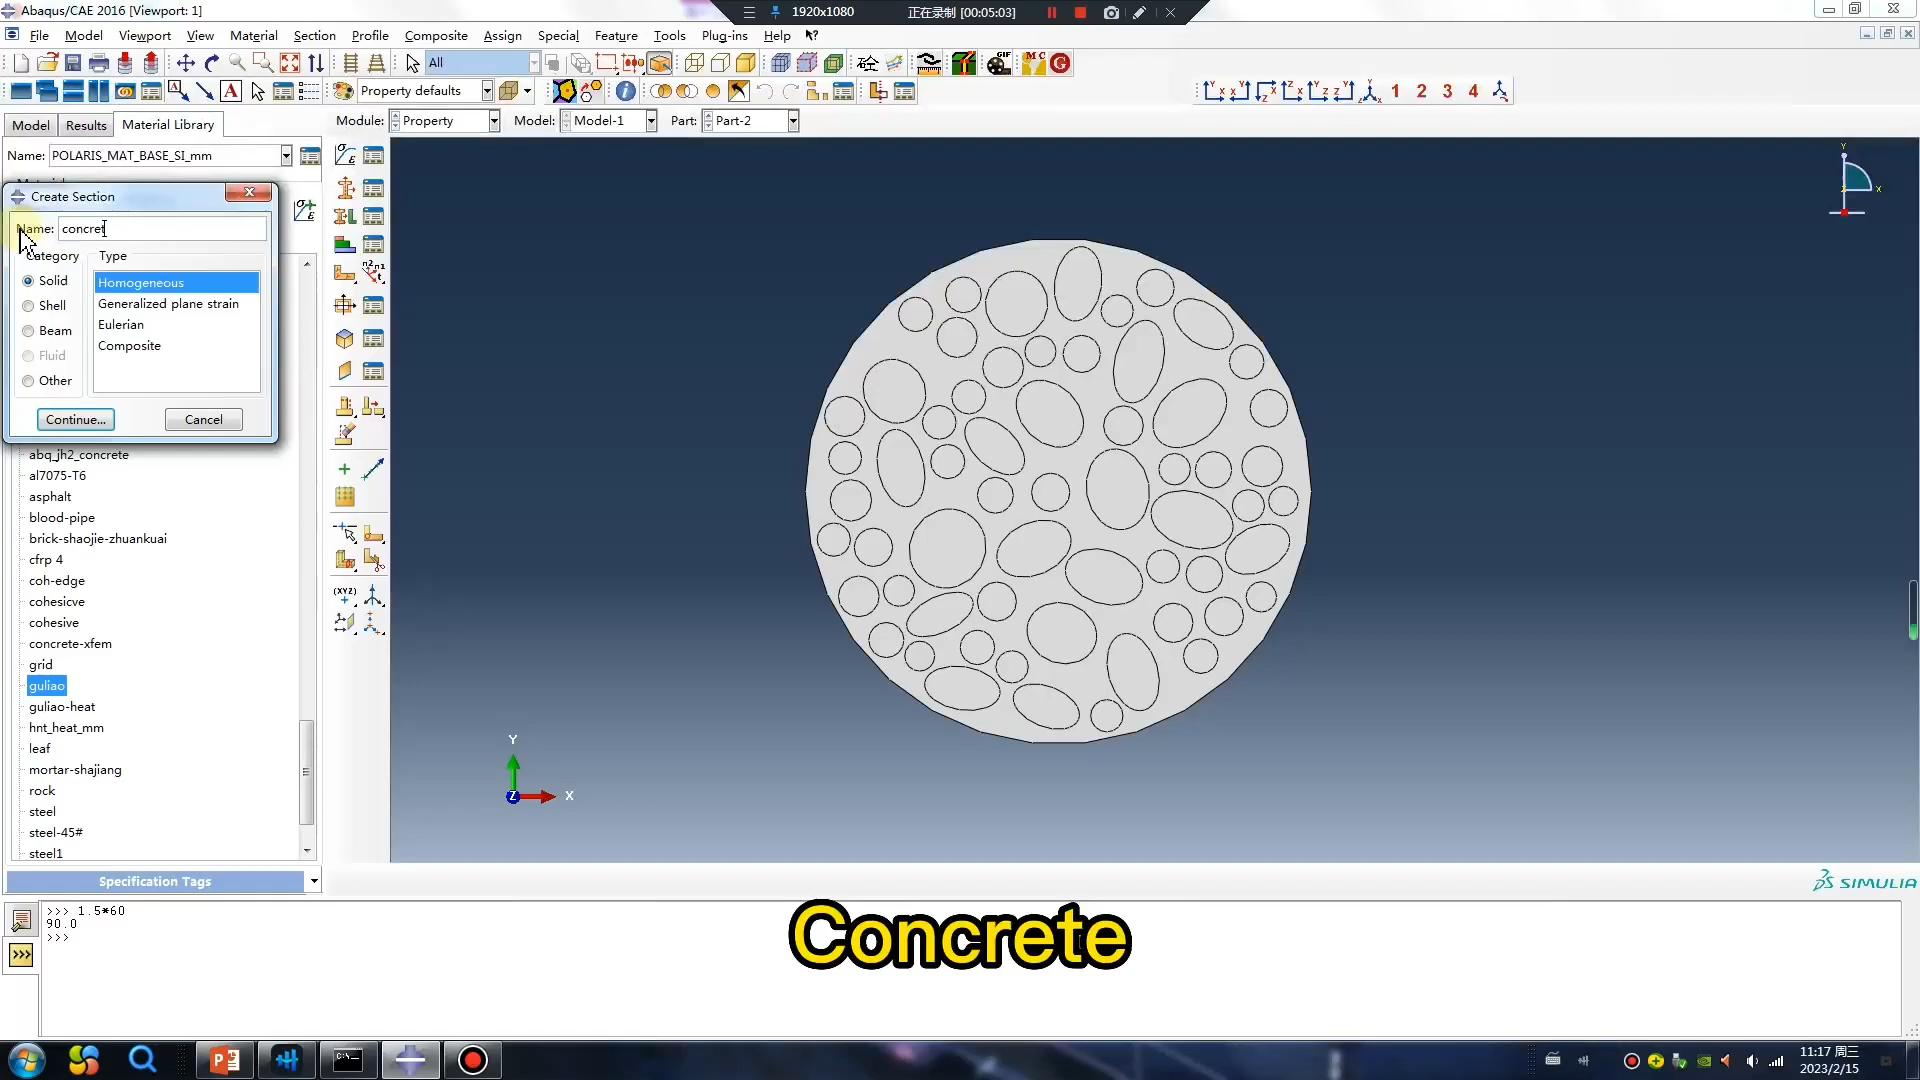 Abaqus/CAE 2016 [Viewport: 1]
1920x1080
正在录制 [00:05:03]
File Model Viewport View Material Section Profile Composite Assign Special Feature Tools Plug-ins Help
All
GIF
M C
G
Property defaults
1 2 3 4
Model Results Material Library
Module: Property Model: Model-1 Part: Part-2
Name: POLARIS_MAT_BASE_SI_mm
Create Section
Name: concret
Category
Type
Solid
Homogeneous
Shell
Generalized plane strain
Beam
Eulerian
Fluid
Composite
Other
Continue... Cancel
abq_jh2_concrete
al7075-T6
asphalt
blood-pipe
brick-shaojie-zhuankuai
cfrp 4
coh-edge
cohesicve
cohesive
concrete-xfem
grid
guliao
guliao-heat
hnt_heat_mm
leaf
mortar-shajiang
rock
steel
steel-45#
steel1
Specification Tags
(XYZ)
Y
X
Z
Y
X
SIMULIA
>>> 1.5*60
90.0
>>>
Concrete
11:17 周三
2023/2/15